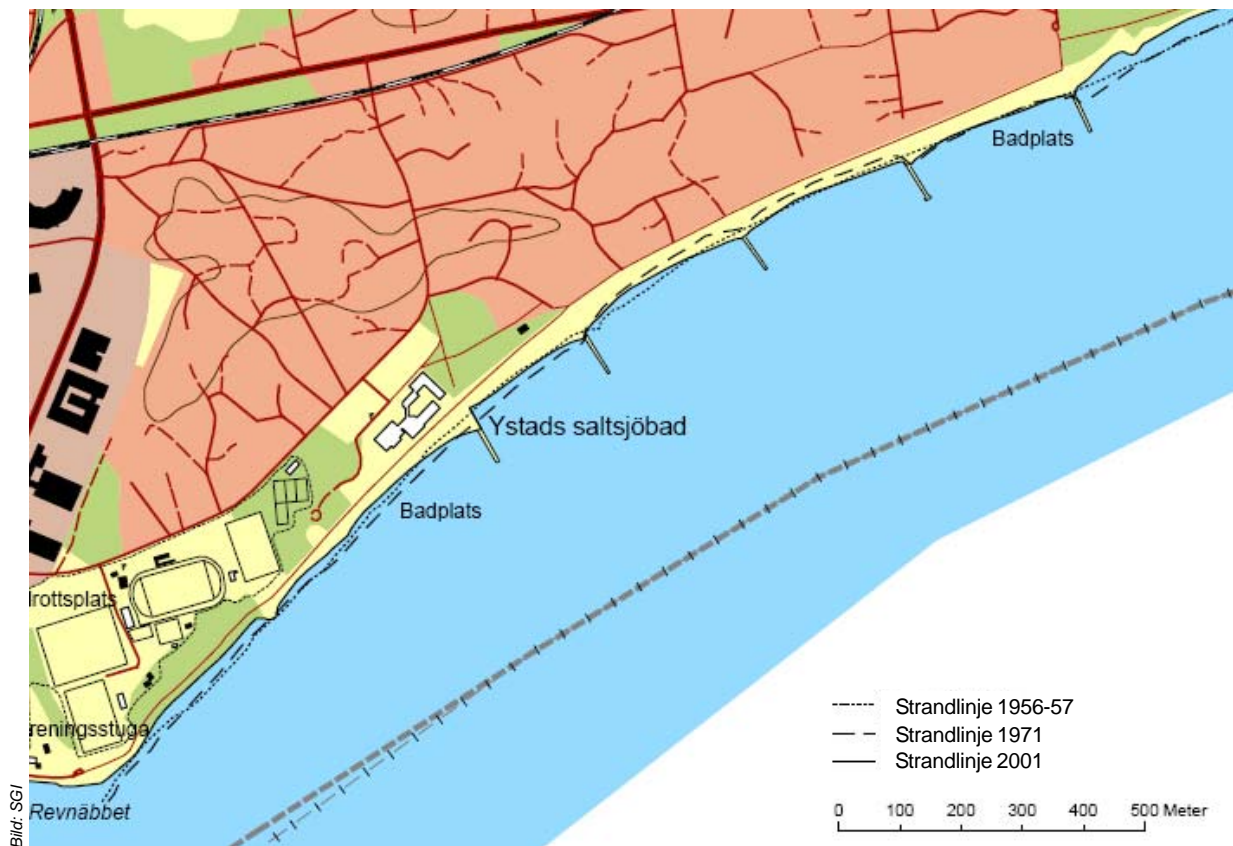 Badplats
Ystads saltsjöbad
Badplats
drottsplats
reningsstuga
Revnäbbet
Bild: SGI
Strandlinje 1956-57
Strandlinje 1971
Strandlinje 2001
0 100 200 300 400 500 Meter